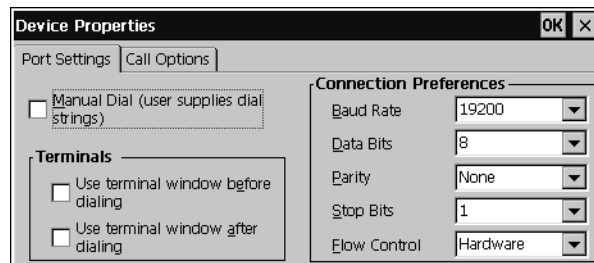 Device Properties OK ×
Port Settings Call Options
Manual Dial (user supplies dial
strings)
Terminals
Use terminal window before
dialing
Use terminal window after
dialing
Connection Preferences
Baud Rate 19200
Data Bits 8
Parity None
Stop Bits 1
Flow Control Hardware